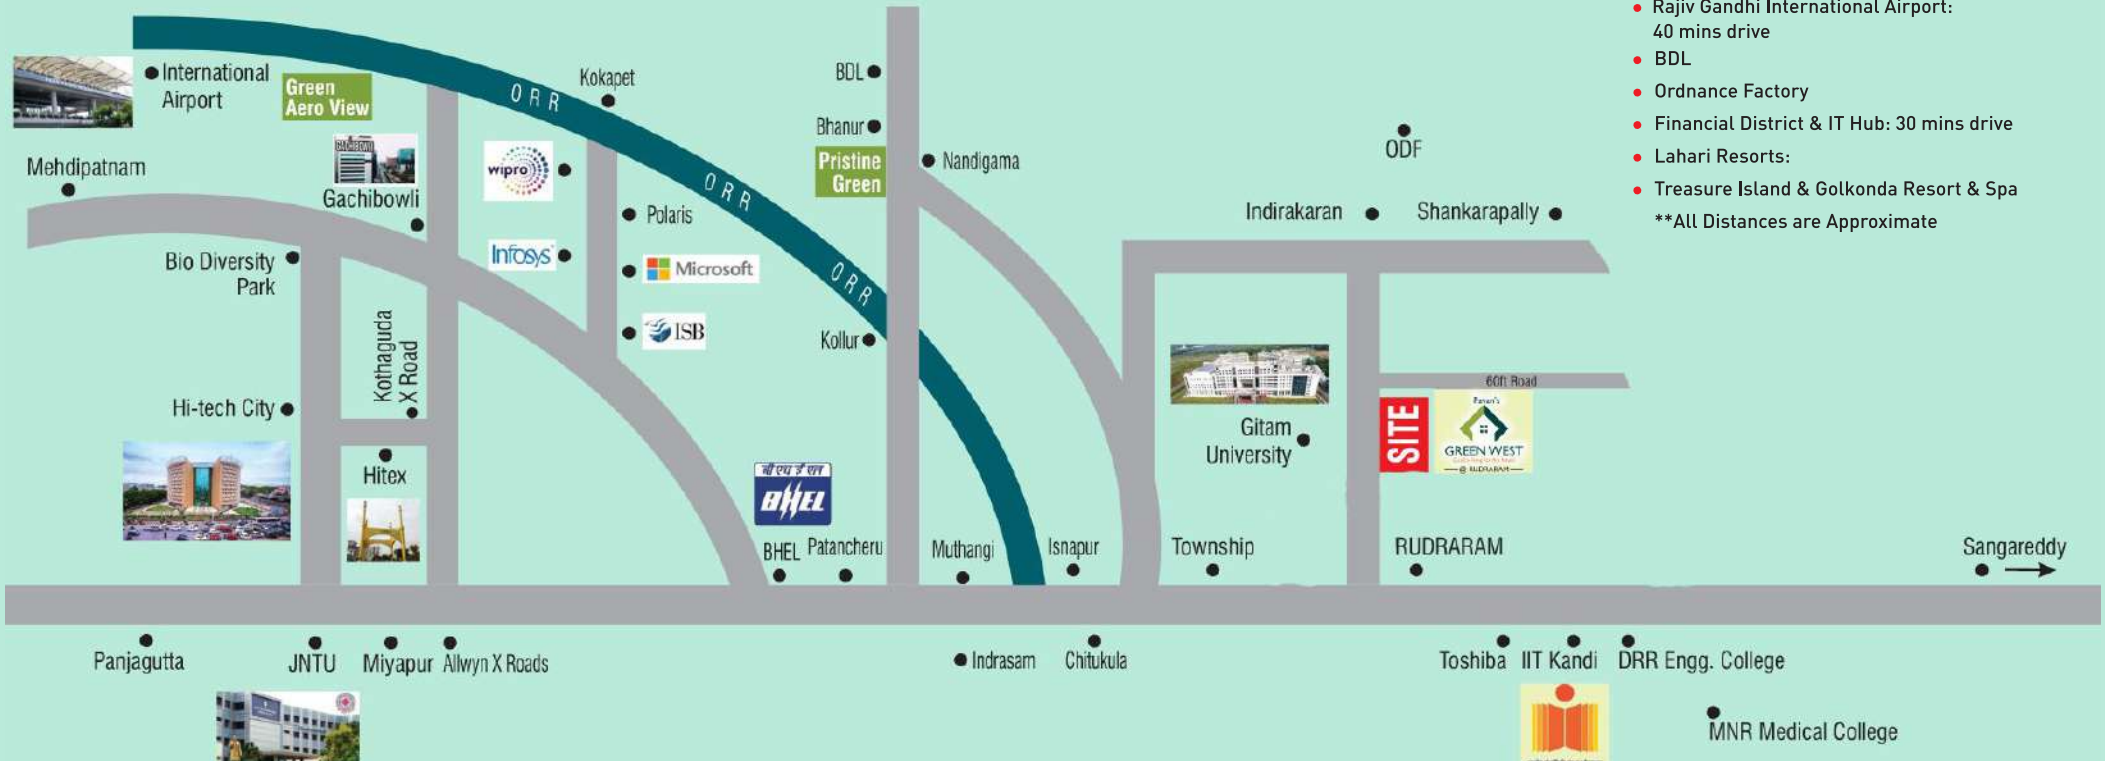 Rajiv Gandhi International Airport:
40 mins drive
BDL
Ordnance Factory
Financial District & IT Hub: 30 mins drive
Lahari Resorts:
Treasure Island & Golkonda Resort & Spa
**All Distances are Approximate
International
Airport
Green
Aero View
ORR
Kokapet
BDL
Bhanur
Pristine
Green
Nandigama
ODF
Mehdipatnam
GACHIBOWLI
Gachibowli
wipro
Polaris
ORR
Indirakaran
Shankarapally
Bio Diversity
Park
Infosys
Microsoft
ORR
Kothaguda
X Road
ISB
Kollur
60ft Road
Hi-tech City
Gitam
University
SITE
GREEN WEST
@ RUDRARAM
Hitex
बी एच ई एल
BHEL
BHEL
Patancheru
Muthangi
Isnapur
Township
RUDRARAM
Sangareddy
Panjagutta
JNTU
Miyapur
Allwyn X Roads
Indrasam
Chitukula
Toshiba
IIT Kandi
DRR Engg. College
MNR Medical College